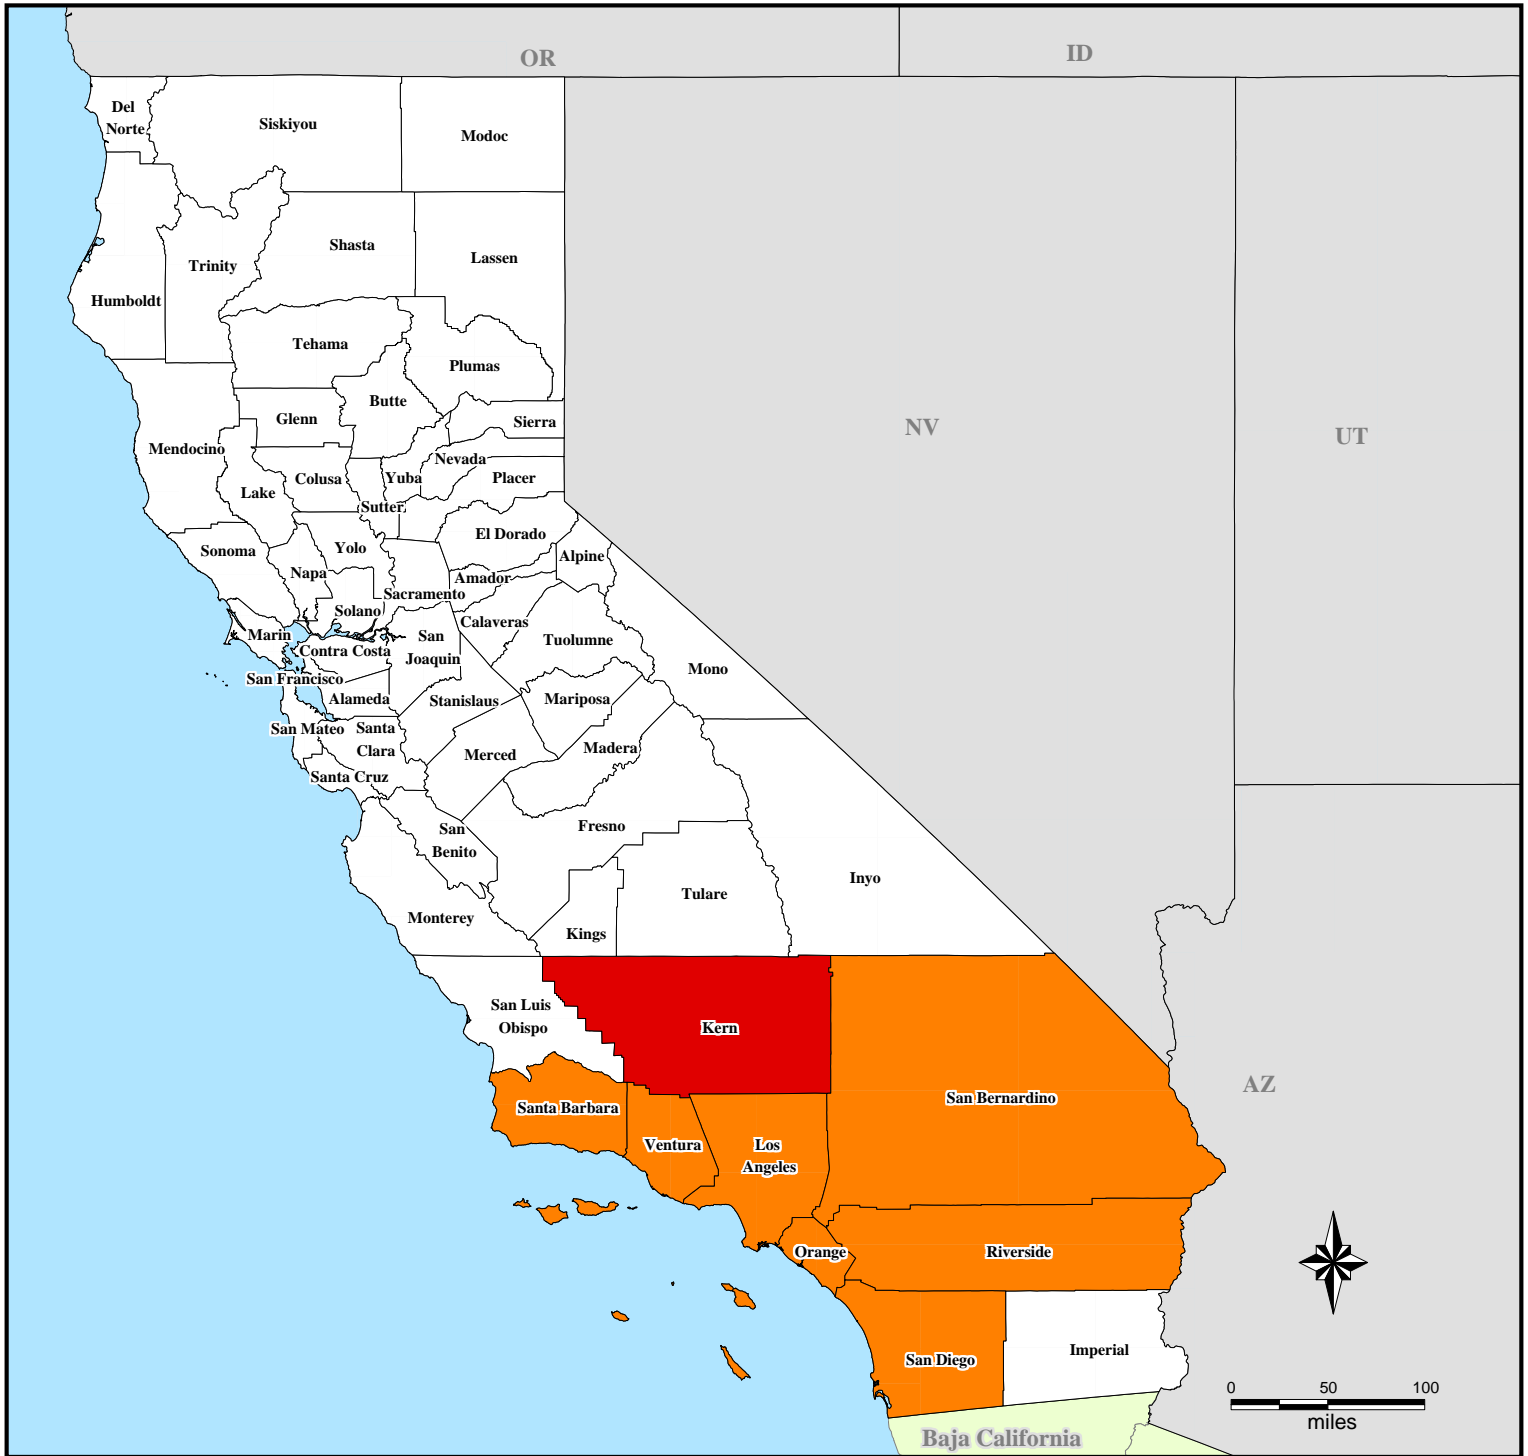 OR
ID
Del
Norte
Siskiyou
Modoc
Shasta
Lassen
Trinity
Humboldt
Tehama
Plumas
Butte
Glenn
Sierra
Mendocino
Nevada
Colusa
Yuba
Placer
Lake
Sutter
El Dorado
Sonoma
Yolo
Alpine
Napa
Amador
Sacramento
Solano
Calaveras
Marin
San
Joaquin
Tuolumne
Contra Costa
Mono
San Francisco
Alameda
Stanislaus
Mariposa
San Mateo
Santa
Clara
Merced
Madera
Santa Cruz
San
Benito
Fresno
Inyo
Tulare
Monterey
Kings
NV
UT
San Luis
Obispo
Kern
AZ
San Bernardino
Santa Barbara
Ventura
Los
Angeles
Orange
Riverside
San Diego
Imperial
0 50 100
miles
Baja California